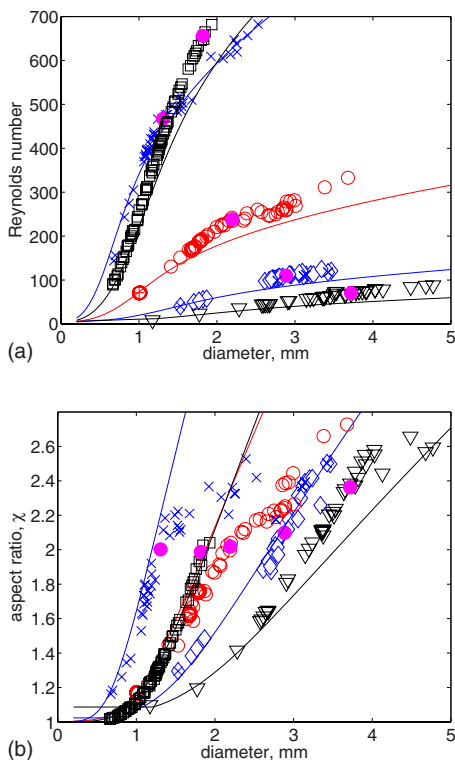 700
600
500
400
300
200
100
0
Reynolds number
0 1 2 3 4 5
diameter, mm
(a)
2.6
2.4
2.2
2
1.8
1.6
1.4
1.2
1
aspect ratio, χ
0 1 2 3 4 5
diameter, mm
(b)